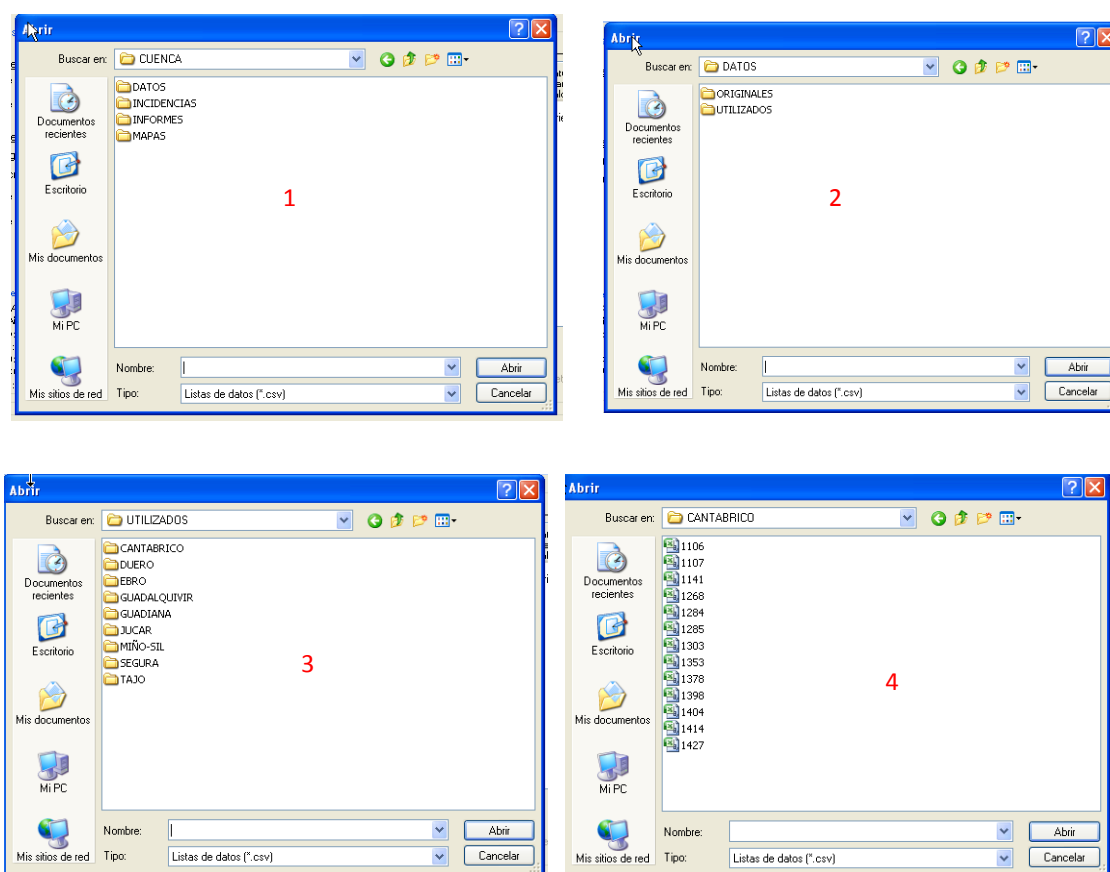 Abrir
Buscar en: CUENCA
DATOS
INCIDENCIAS
INFORMES
MAPAS
Documentos
recientes
Escritorio
Mis documentos
Mi PC
Mis sitios de red
1
Nombre:
Abrir
Tipo: Listas de datos (*.csv)
Cancelar
Abrir
Buscar en: DATOS
ORIGINALES
UTILIZADOS
Documentos
recientes
Escritorio
Mis documentos
Mi PC
Mis sitios de red
2
Nombre:
Abrir
Tipo: Listas de datos (*.csv)
Cancelar
Abrir
Buscar en: UTILIZADOS
CANTABRICO
DUERO
EBRO
GUADALQUIVIR
GUADIANA
JUCAR
MIÑO-SIL
SEGURA
TAJO
Documentos
recientes
Escritorio
Mis documentos
Mi PC
Mis sitios de red
3
Nombre:
Abrir
Tipo: Listas de datos (*.csv)
Cancelar
Abrir
Buscar en: CANTABRICO
1106
1107
1141
1268
1284
1285
1303
1353
1378
1398
1404
1414
1427
Documentos
recientes
Escritorio
Mis documentos
Mi PC
Mis sitios de red
4
Nombre:
Abrir
Tipo: Listas de datos (*.csv)
Cancelar